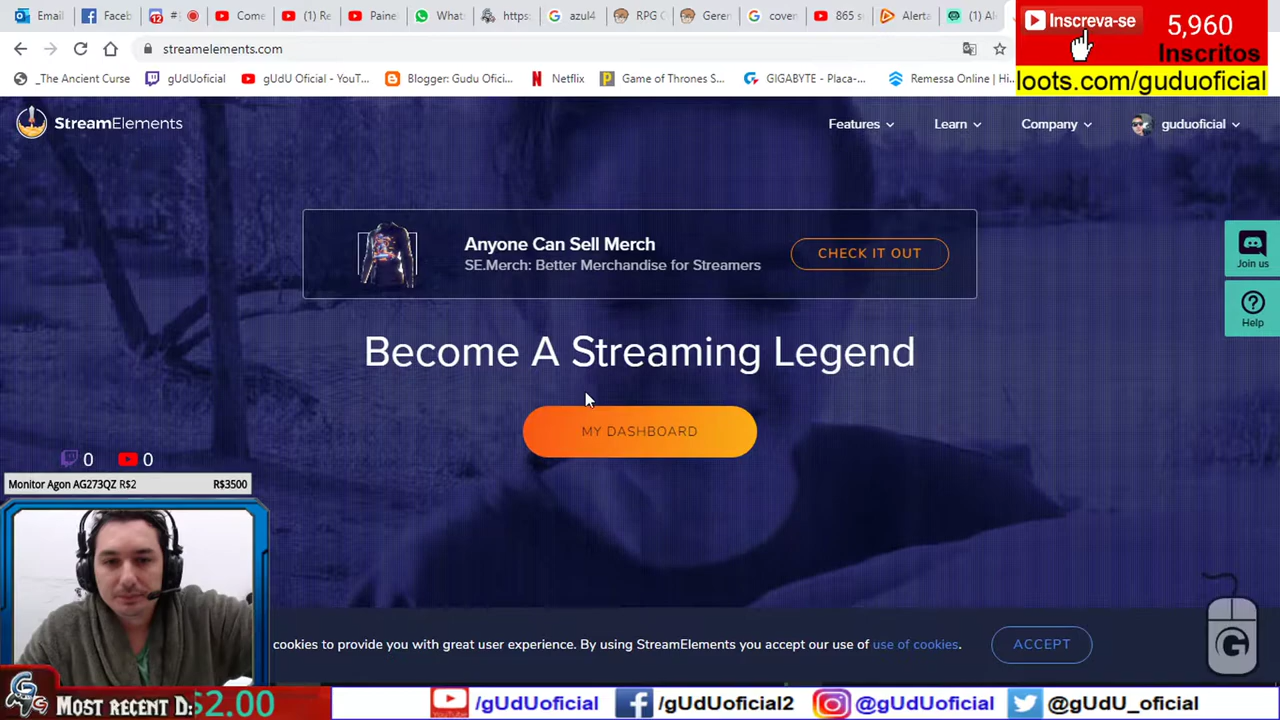 Email
Faceb
12
#
Come
(1) Re
Paine
What
https:
azul4
RPG C
Geren
cover
865 si
Alerta
(1) Al
Inscreva-se
5,960
Inscritos
streamelements.com
loots.com/guduoficial
_The Ancient Curse
gUdUoficial
gUdU Oficial - YouT...
Blogger: Gudu Ofici...
Netflix
Game of Thrones S...
GIGABYTE - Placa-...
Remessa Online | Hi...
StreamElements
Features
Learn
Company
guduoficial
Anyone Can Sell Merch
SE.Merch: Better Merchandise for Streamers
CHECK IT OUT
Join us
Help
Become A Streaming Legend
MY DASHBOARD
0
0
Monitor Agon AG273QZ R$2
R$3500
cookies to provide you with great user experience. By using StreamElements you accept our use of use of cookies.
ACCEPT
G
Most recent D:
$2.00
/gUdUoficial
/gUdUoficial2
@gUdUoficial
@gUdU_oficial